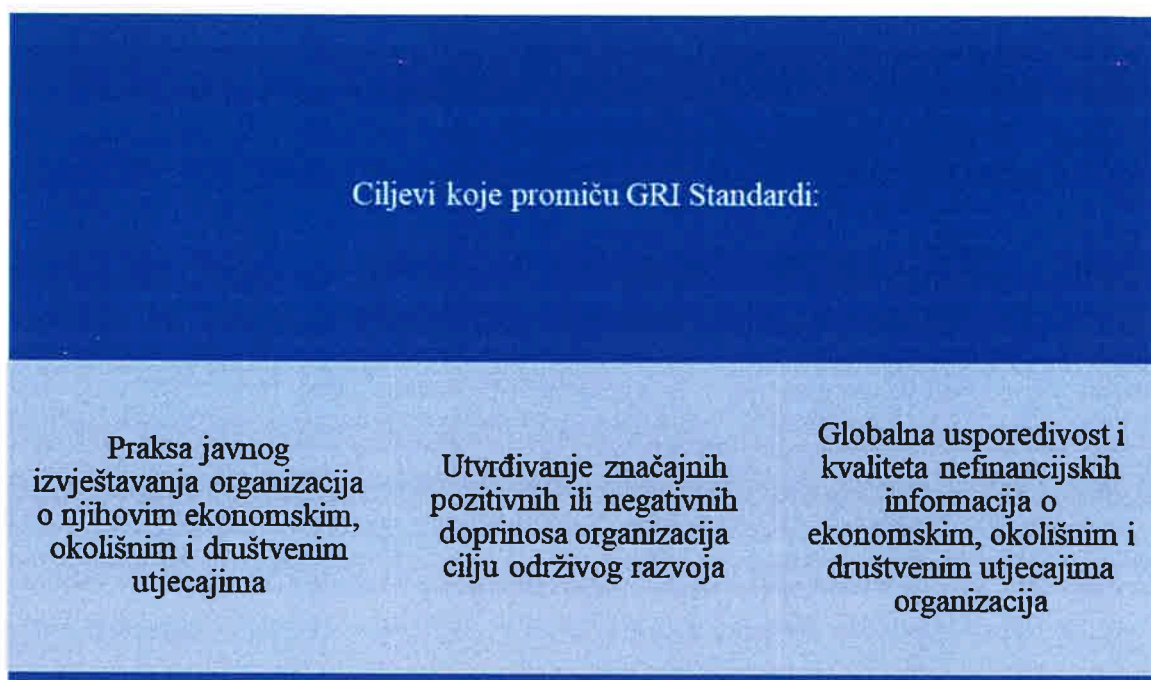 Ciljevi koje promiču GRI Standardi:
Praksa javnog
izvještavanja organizacija
o njihovim ekonomskim,
okolišnim i društvenim
utjecajima
Utvrđivanje značajnih
pozitivnih ili negativnih
doprinosa organizacija
cilju održivog razvoja
Globalna usporedivost i
kvaliteta nefinancijskih
informacija o
ekonomskim, okolišnim i
društvenim utjecajima
organizacija